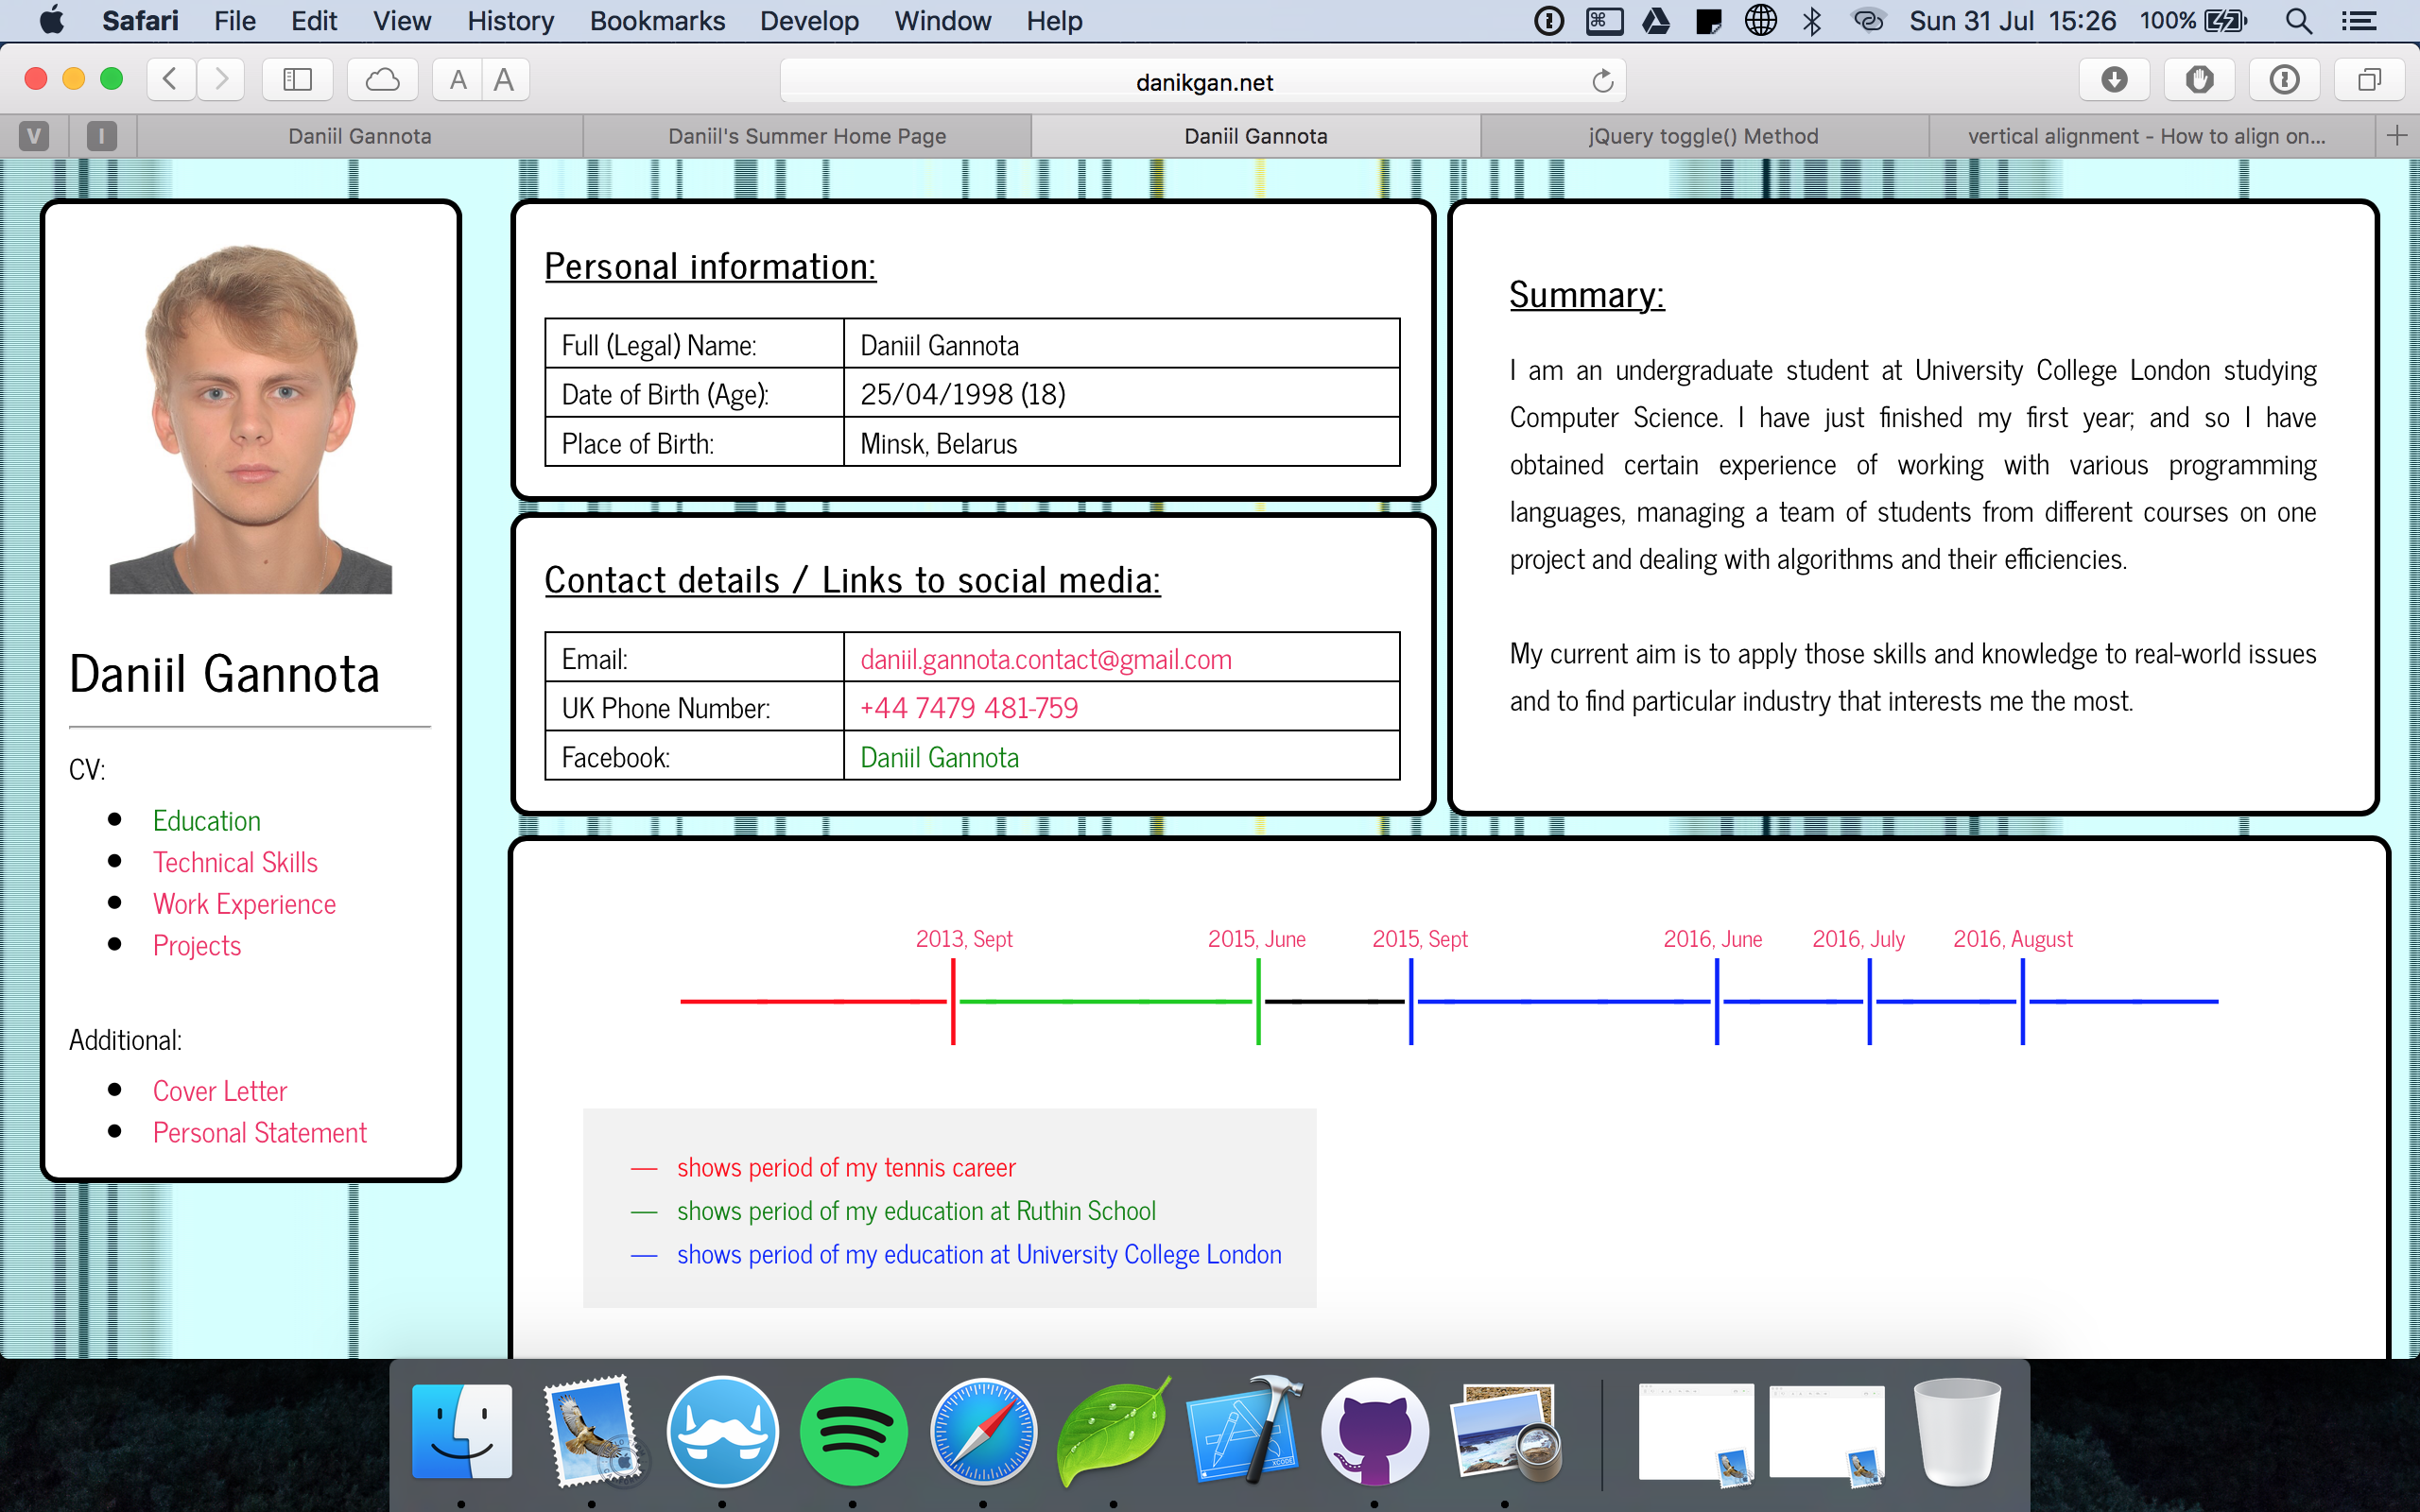 Safari File Edit View History Bookmarks Develop Window Help Sun 31 Jul 15:26 100%
A A danikgan.net
V I Daniil Gannota Daniil's Summer Home Page Daniil Gannota jQuery toggle() Method vertical alignment - How to align on...
Daniil Gannota
CV:
Education
Technical Skills
Work Experience
Projects
Additional:
Cover Letter
Personal Statement
Personal information:
Full (Legal) Name: Daniil Gannota
Date of Birth (Age): 25/04/1998 (18)
Place of Birth: Minsk, Belarus
Contact details / Links to social media:
Email: daniil.gannota.contact@gmail.com
UK Phone Number: +44 7479 481-759
Facebook: Daniil Gannota
Summary:
I am an undergraduate student at University College London studying
Computer Science. I have just finished my first year; and so I have
obtained certain experience of working with various programming
languages, managing a team of students from different courses on one
project and dealing with algorithms and their efficiencies.
My current aim is to apply those skills and knowledge to real-world issues
and to find particular industry that interests me the most.
2013, Sept 2015, June 2015, Sept 2016, June 2016, July 2016, August
— shows period of my tennis career
— shows period of my education at Ruthin School
— shows period of my education at University College London
XCODE